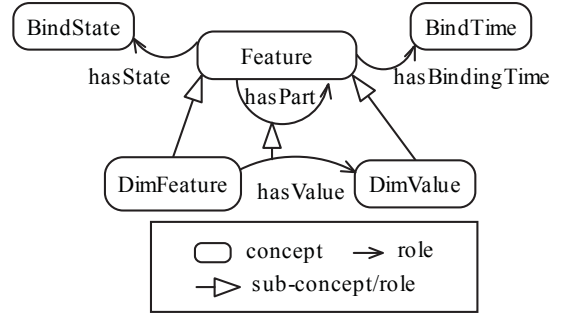 BindState
BindTime
Feature
hasState
hasPart
hasBindingTime
DimFeature
hasValue
DimValue
concept
role
sub-concept/role